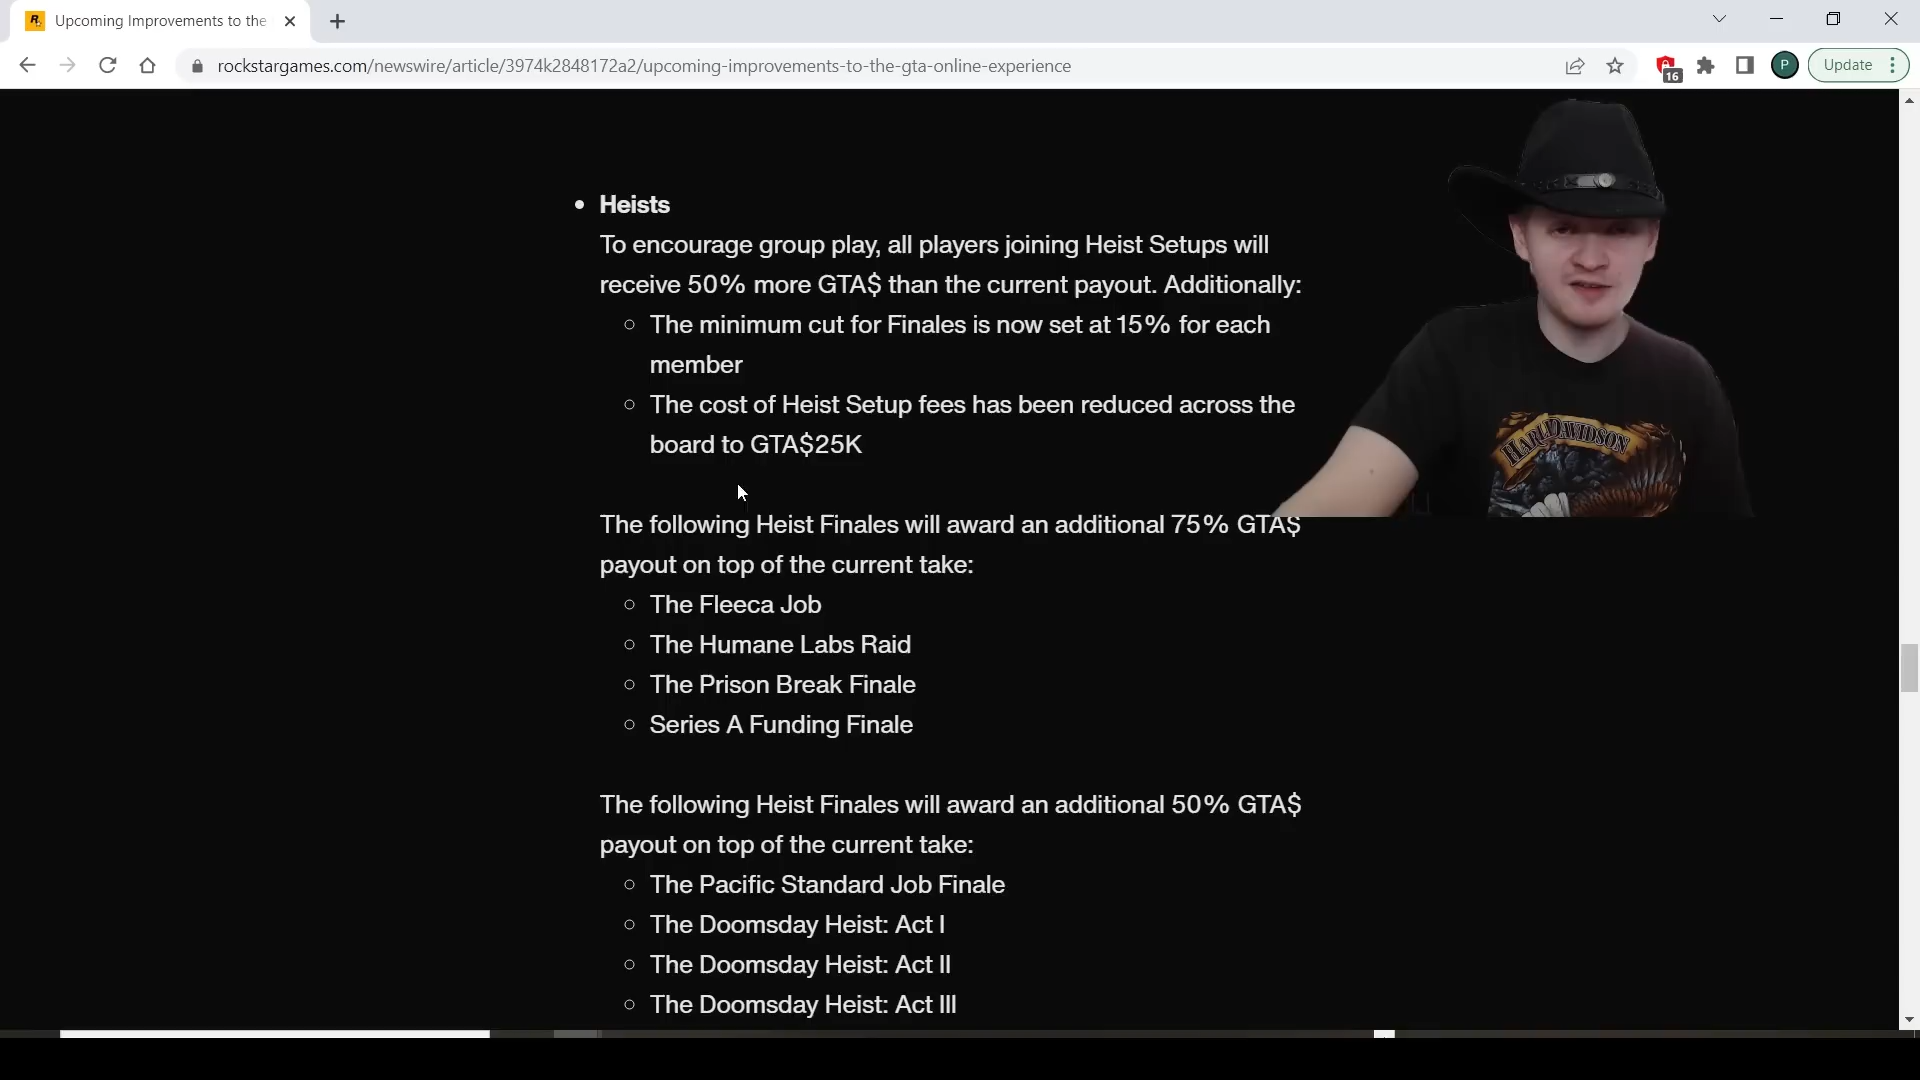 Upcoming Improvements to the
rockstargames.com/newswire/article/3974k2848172a2/upcoming-improvements-to-the-gta-online-experience
16
P
Update
Heists
To encourage group play, all players joining Heist Setups will
receive 50% more GTA$ than the current payout. Additionally:
The minimum cut for Finales is now set at 15% for each
member
The cost of Heist Setup fees has been reduced across the
board to GTA$25K
HARLEY-DAVIDSON
The following Heist Finales will award an additional 75% GTA$
payout on top of the current take:
The Fleeca Job
The Humane Labs Raid
The Prison Break Finale
Series A Funding Finale
The following Heist Finales will award an additional 50% GTA$
payout on top of the current take:
The Pacific Standard Job Finale
The Doomsday Heist: Act I
The Doomsday Heist: Act II
The Doomsday Heist: Act III